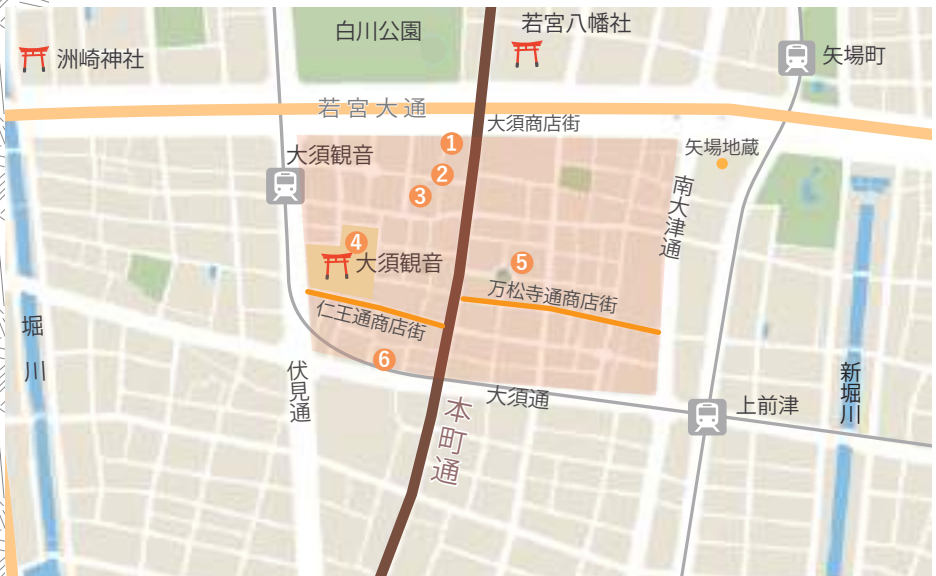 白川公園
若宮八幡社
洲崎神社
矢場町
若宮大通
大須商店街
1
矢場地蔵
大須観音
2
3
南大津通
4
大須観音
5
万松寺通商店街
仁王通商店街
堀川
6
伏見通
大須通
新堀川
上前津
本町通